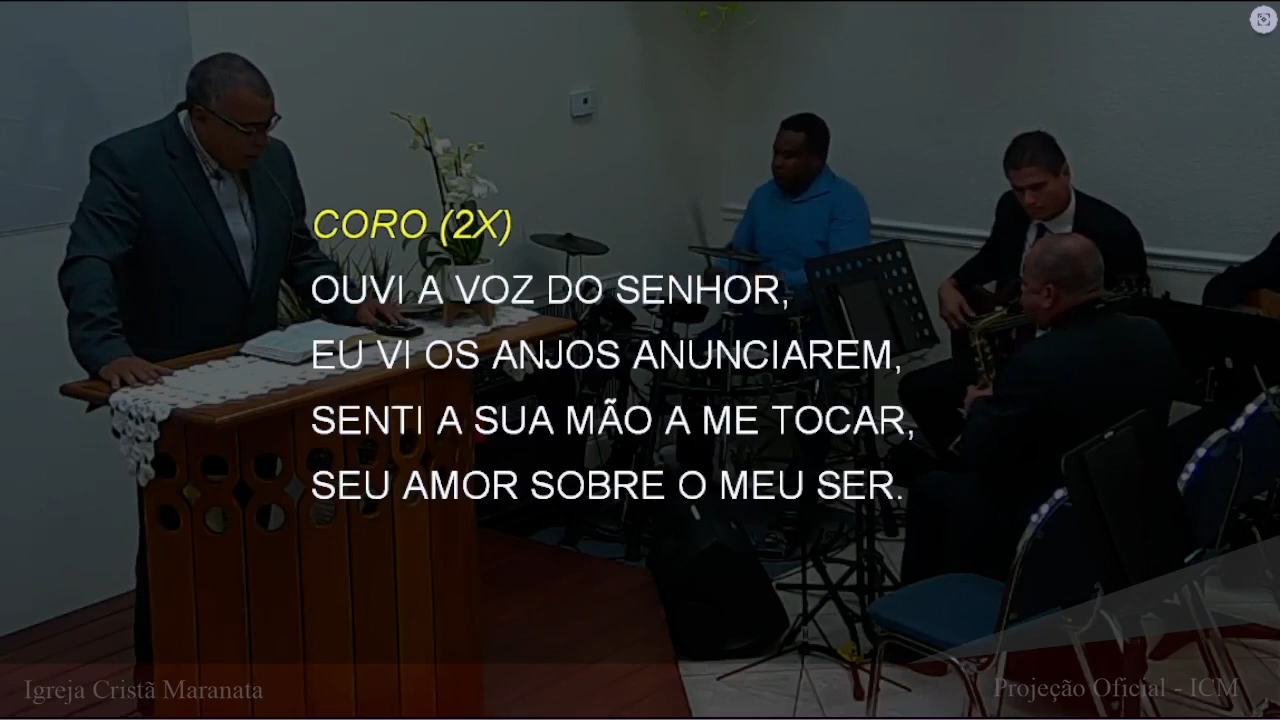 CORO (2X)
OUVI A VOZ DO SENHOR,
EU VI OS ANJOS ANUNCIAREM,
SENTI A SUA MÃO A ME TOCAR,
SEU AMOR SOBRE O MEU SER.
Igreja Cristã Maranata
Projeção Oficial - ICM